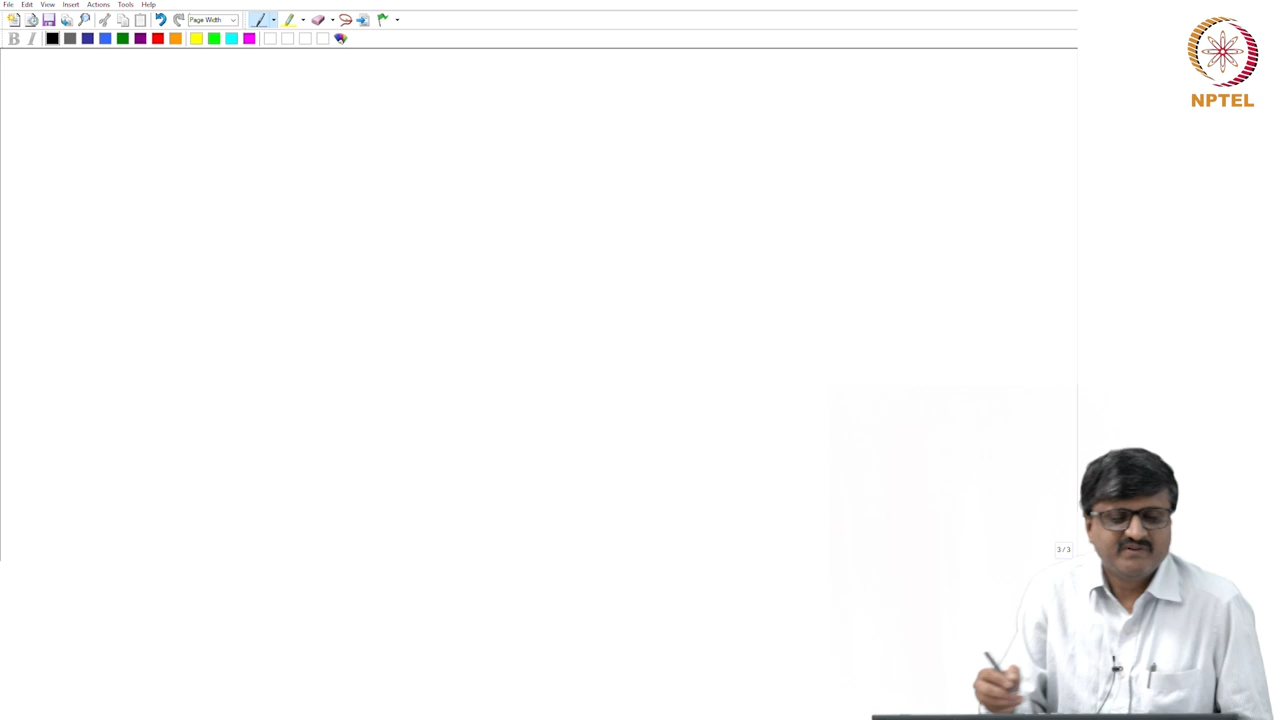 File Edit View Insert Actions Tools Help
Page Width
B I
NPTEL
3/3